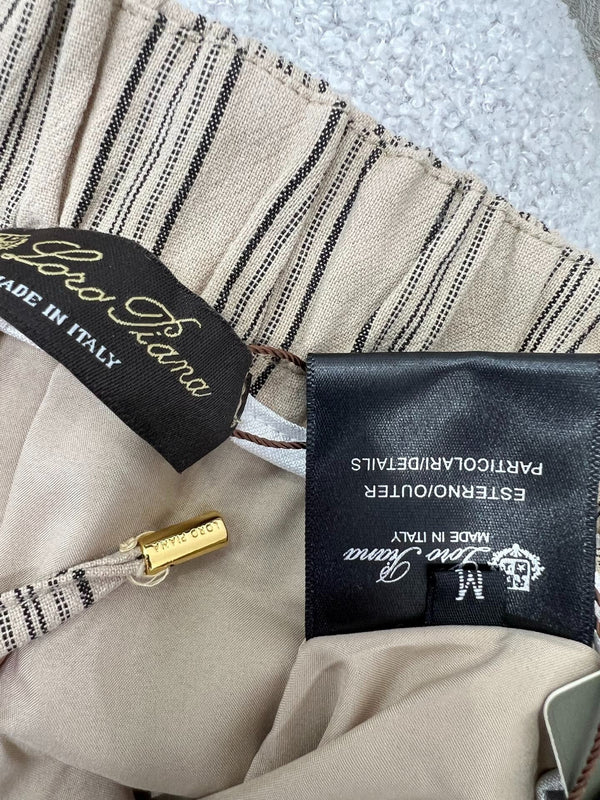 Loro Piana
MADE IN ITALY
LORO PIANA
M
Loro Piana
MADE IN ITALY
ESTERNO/OUTER
PARTICOLARI/DETAILS